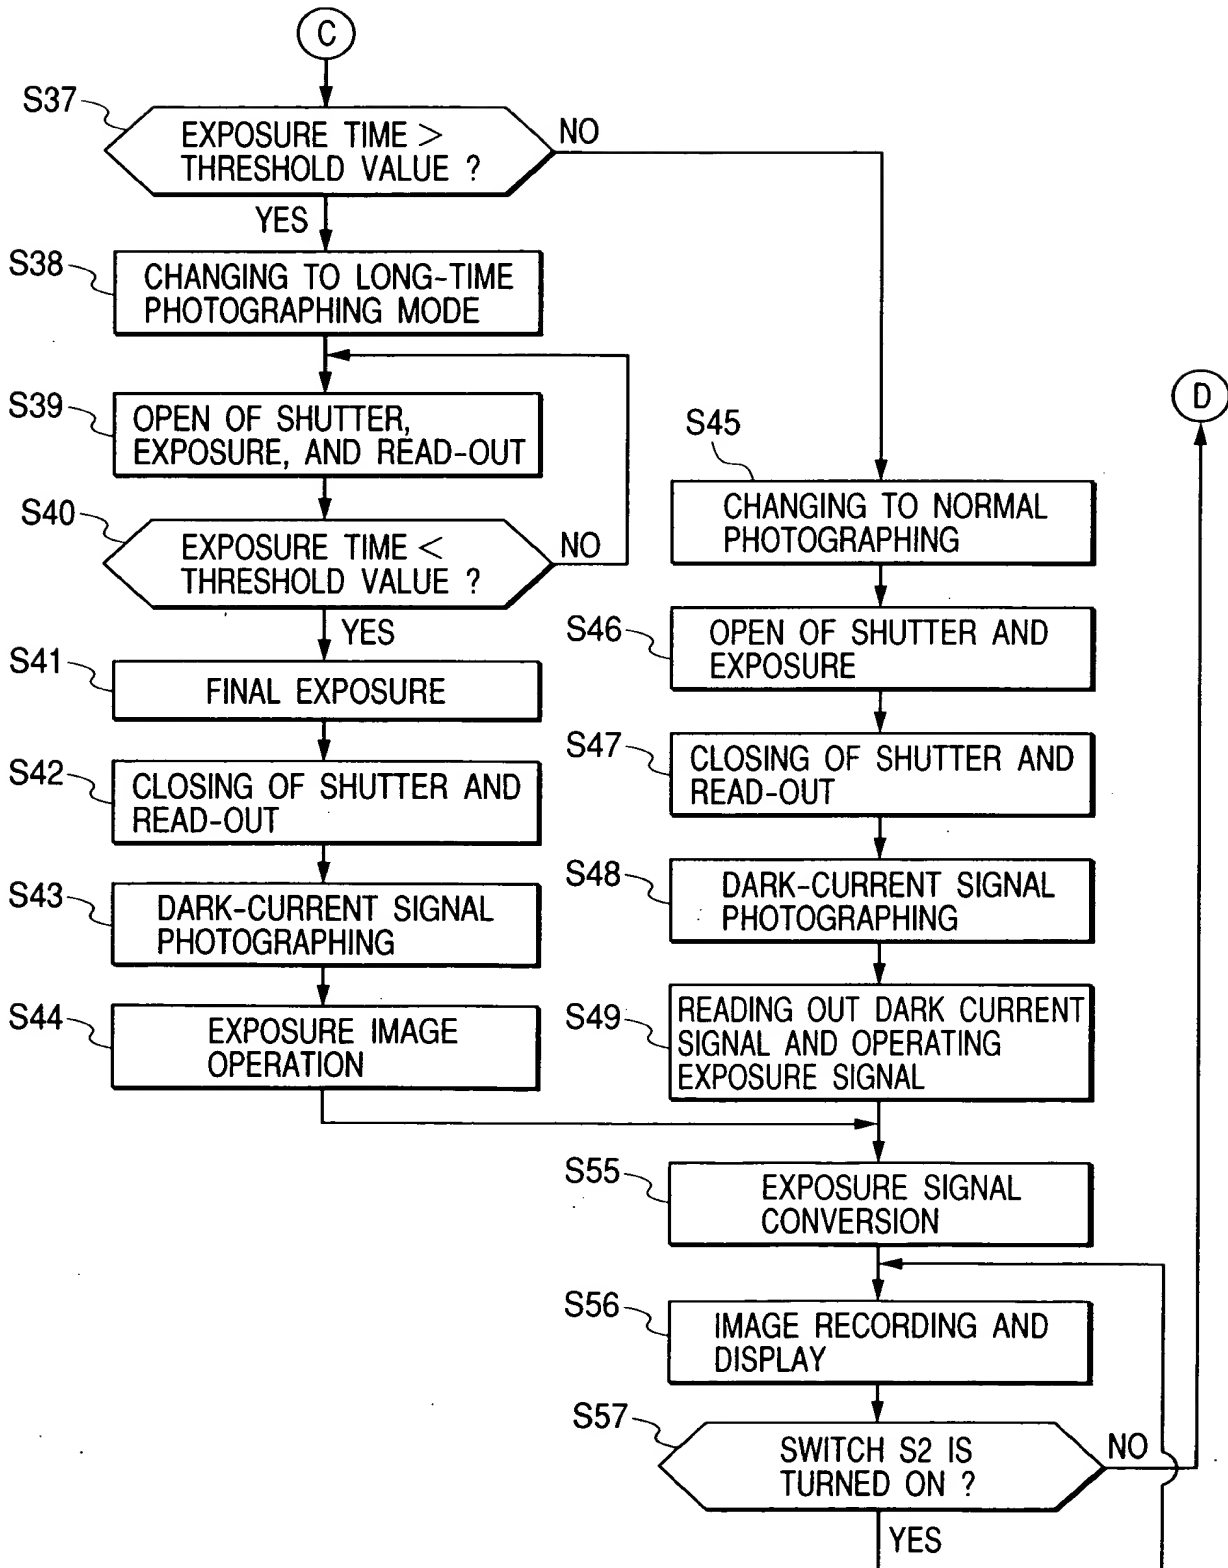 C
S37
EXPOSURE TIME >
THRESHOLD VALUE ?
NO
YES
S38
CHANGING TO LONG-TIME
PHOTOGRAPHING MODE
S39
OPEN OF SHUTTER,
EXPOSURE, AND READ-OUT
S40
EXPOSURE TIME <
THRESHOLD VALUE ?
NO
YES
S41
FINAL EXPOSURE
S42
CLOSING OF SHUTTER AND
READ-OUT
S43
DARK-CURRENT SIGNAL
PHOTOGRAPHING
S44
EXPOSURE IMAGE
OPERATION
D
S45
CHANGING TO NORMAL
PHOTOGRAPHING
S46
OPEN OF SHUTTER AND
EXPOSURE
S47
CLOSING OF SHUTTER AND
READ-OUT
S48
DARK-CURRENT SIGNAL
PHOTOGRAPHING
S49
READING OUT DARK CURRENT
SIGNAL AND OPERATING
EXPOSURE SIGNAL
S55
EXPOSURE SIGNAL
CONVERSION
S56
IMAGE RECORDING AND
DISPLAY
S57
SWITCH S2 IS
TURNED ON ?
NO
YES